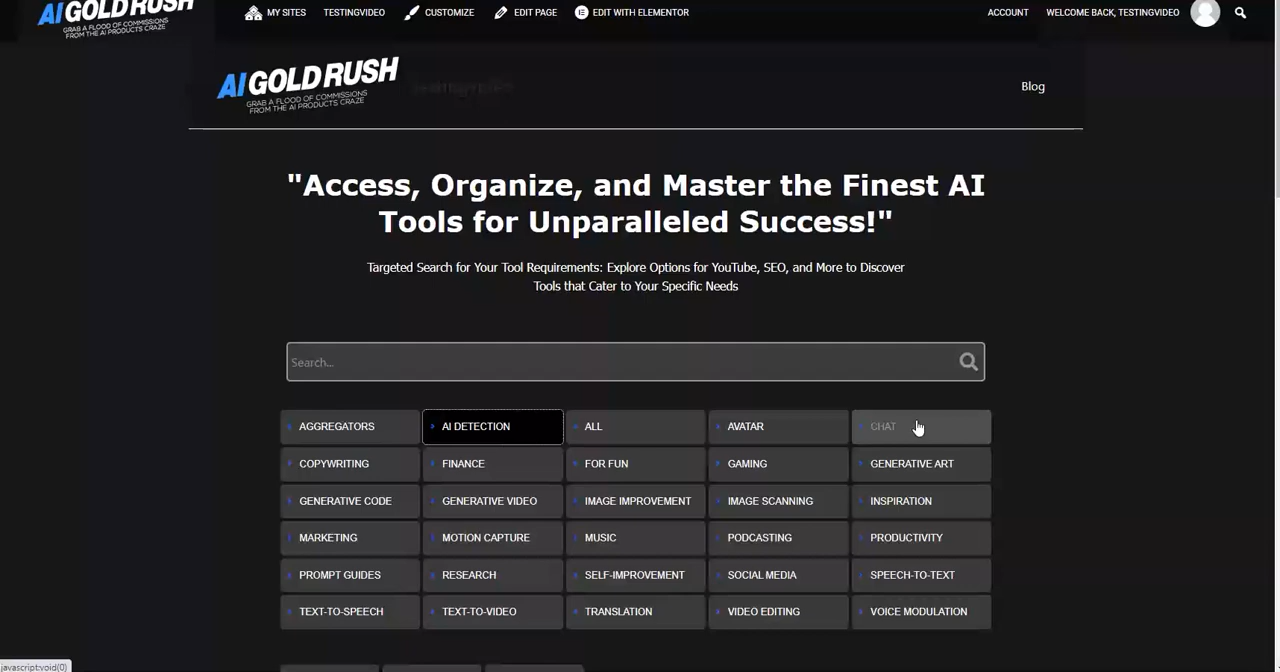 AI GOLD RUSH
GRAB A FLOOD OF COMMISSIONS
FROM THE AI PRODUCTS CRAZE
MY SITES TESTINGVIDEO CUSTOMIZE EDIT PAGE EDIT WITH ELEMENTOR ACCOUNT WELCOME BACK, TESTINGVIDEO
AI GOLD RUSH
GRAB A FLOOD OF COMMISSIONS
FROM THE AI PRODUCTS CRAZE
testingvideo
Blog
"Access, Organize, and Master the Finest AI
Tools for Unparalleled Success!"
Targeted Search for Your Tool Requirements: Explore Options for YouTube, SEO, and More to Discover
Tools that Cater to Your Specific Needs
Search...
AGGREGATORS AI DETECTION ALL AVATAR CHAT
COPYWRITING FINANCE FOR FUN GAMING GENERATIVE ART
GENERATIVE CODE GENERATIVE VIDEO IMAGE IMPROVEMENT IMAGE SCANNING INSPIRATION
MARKETING MOTION CAPTURE MUSIC PODCASTING PRODUCTIVITY
PROMPT GUIDES RESEARCH SELF-IMPROVEMENT SOCIAL MEDIA SPEECH-TO-TEXT
TEXT-TO-SPEECH TEXT-TO-VIDEO TRANSLATION VIDEO EDITING VOICE MODULATION
javascript:void(0)